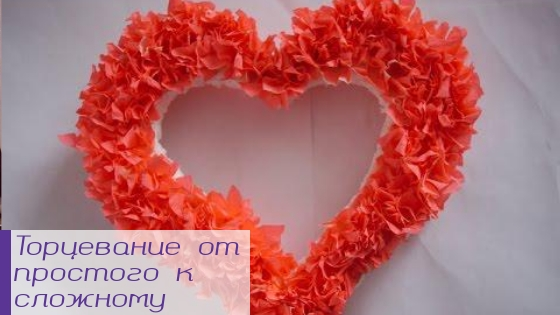 Торцевание от
простого к
сложному